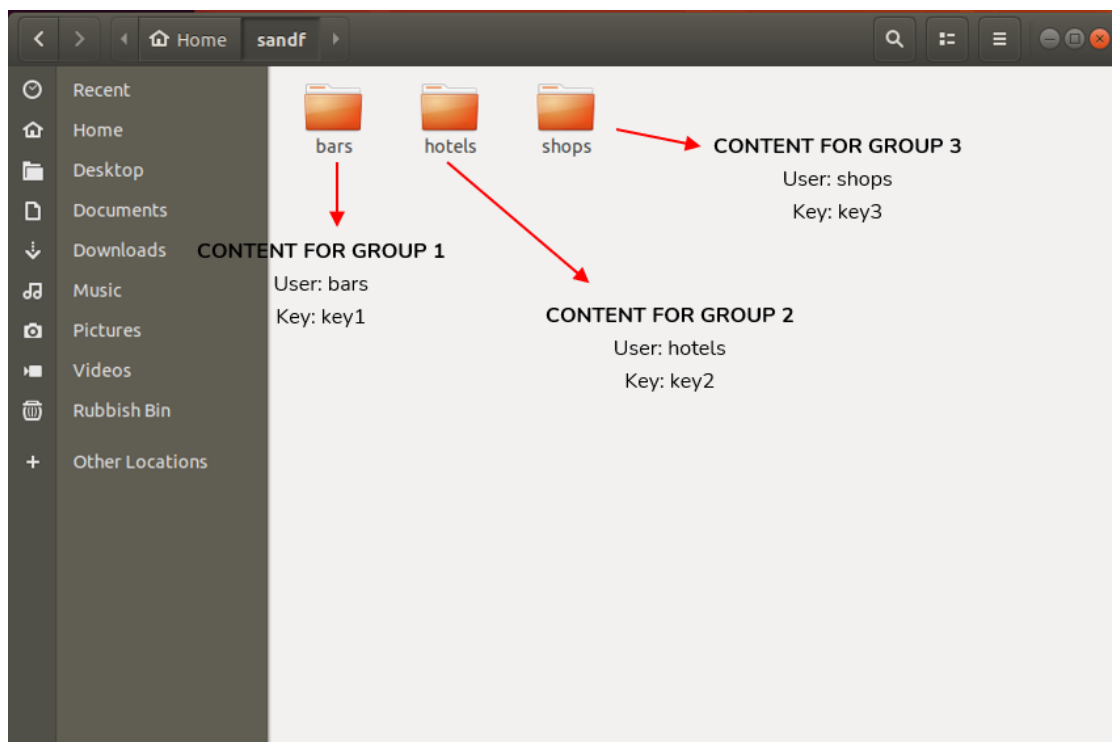 Home sandf
Recent
Home
Desktop
Documents
Downloads
Music
Pictures
Videos
Rubbish Bin
Other Locations
bars hotels shops
CONTENT FOR GROUP 1
User: bars
Key: key1
CONTENT FOR GROUP 2
User: hotels
Key: key2
CONTENT FOR GROUP 3
User: shops
Key: key3